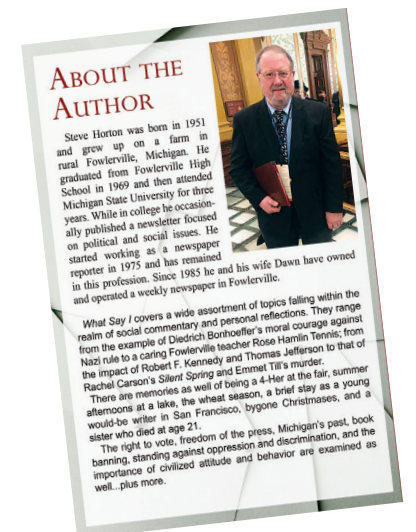 ABOUT THE
AUTHOR
Steve Horton was born in 1951
and grew up on a farm in
rural Fowlerville, Michigan. He
graduated from Fowlerville High
School in 1969 and then attended
Michigan State University for three
years. While in college he occasion-
ally published a newsletter focused
on political and social issues. He
started working as a newspaper
reporter in 1975 and has remained
in this profession. Since 1985 he and his wife Dawn have owned
and operated a weekly newspaper in Fowlerville.
What Say I covers a wide assortment of topics falling within the
realm of social commentary and personal reflections. They range
from the example of Diedrich Bonhoeffer's moral courage against
Nazi rule to a caring Fowlerville teacher Rose Hamlin Tennis; from
the impact of Robert F. Kennedy and Thomas Jefferson to that of
Rachel Carson's Silent Spring and Emmet Till's murder.
There are memories as well of being a 4-Her at the fair, summer
afternoons at a lake, the wheat season, a brief stay as a young
would-be writer in San Francisco, bygone Christmases, and a
sister who died at age 21.
The right to vote, freedom of the press, Michigan's past, book
banning, standing against oppression and discrimination, and the
importance of civilized attitude and behavior are examined as
well...plus more.